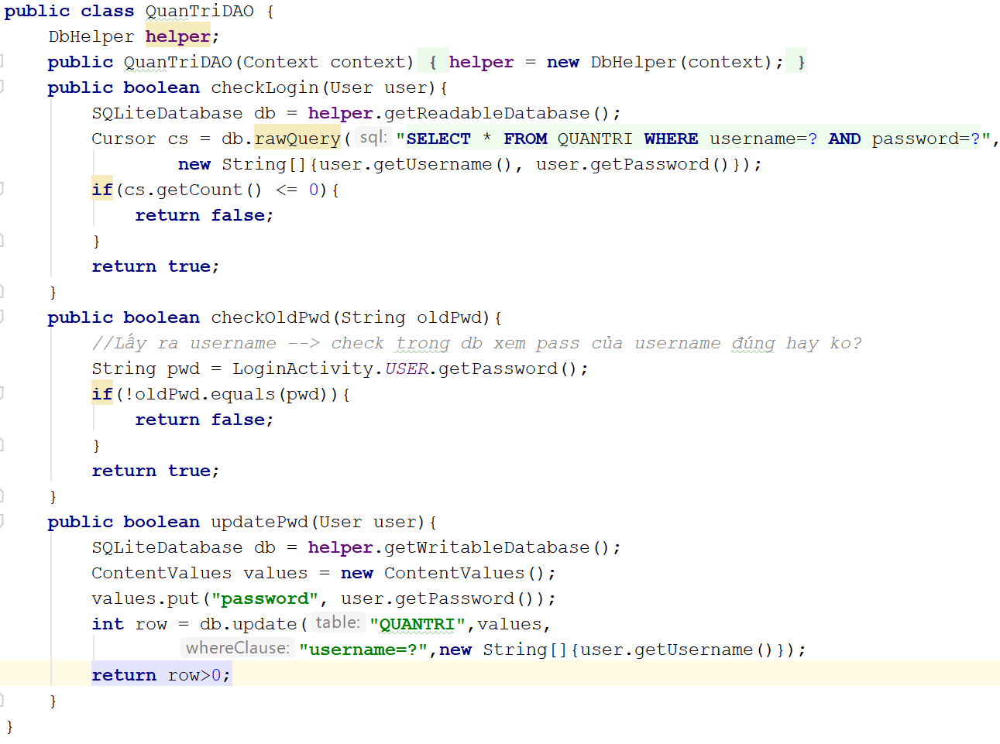 public class QuanTriDAO {
DbHelper helper;
public QuanTriDAO(Context context) { helper = new DbHelper(context); }
public boolean checkLogin(User user){
SQLiteDatabase db = helper.getReadableDatabase();
Cursor cs = db.rawQuery( sql: "SELECT * FROM QUANTRI WHERE username=? AND password=?",
new String[]{user.getUsername(), user.getPassword()});
if(cs.getCount() <= 0){
return false;
}
return true;
}
public boolean checkOldPwd(String oldPwd){
//Lấy ra username --> check trong db xem pass của username đúng hay ko?
String pwd = LoginActivity.USER.getPassword();
if(!oldPwd.equals(pwd)){
return false;
}
return true;
}
public boolean updatePwd(User user){
SQLiteDatabase db = helper.getWritableDatabase();
ContentValues values = new ContentValues();
values.put("password", user.getPassword());
int row = db.update( table: "QUANTRI",values,
whereClause: "username=?",new String[]{user.getUsername()});
return row>0;
}
}